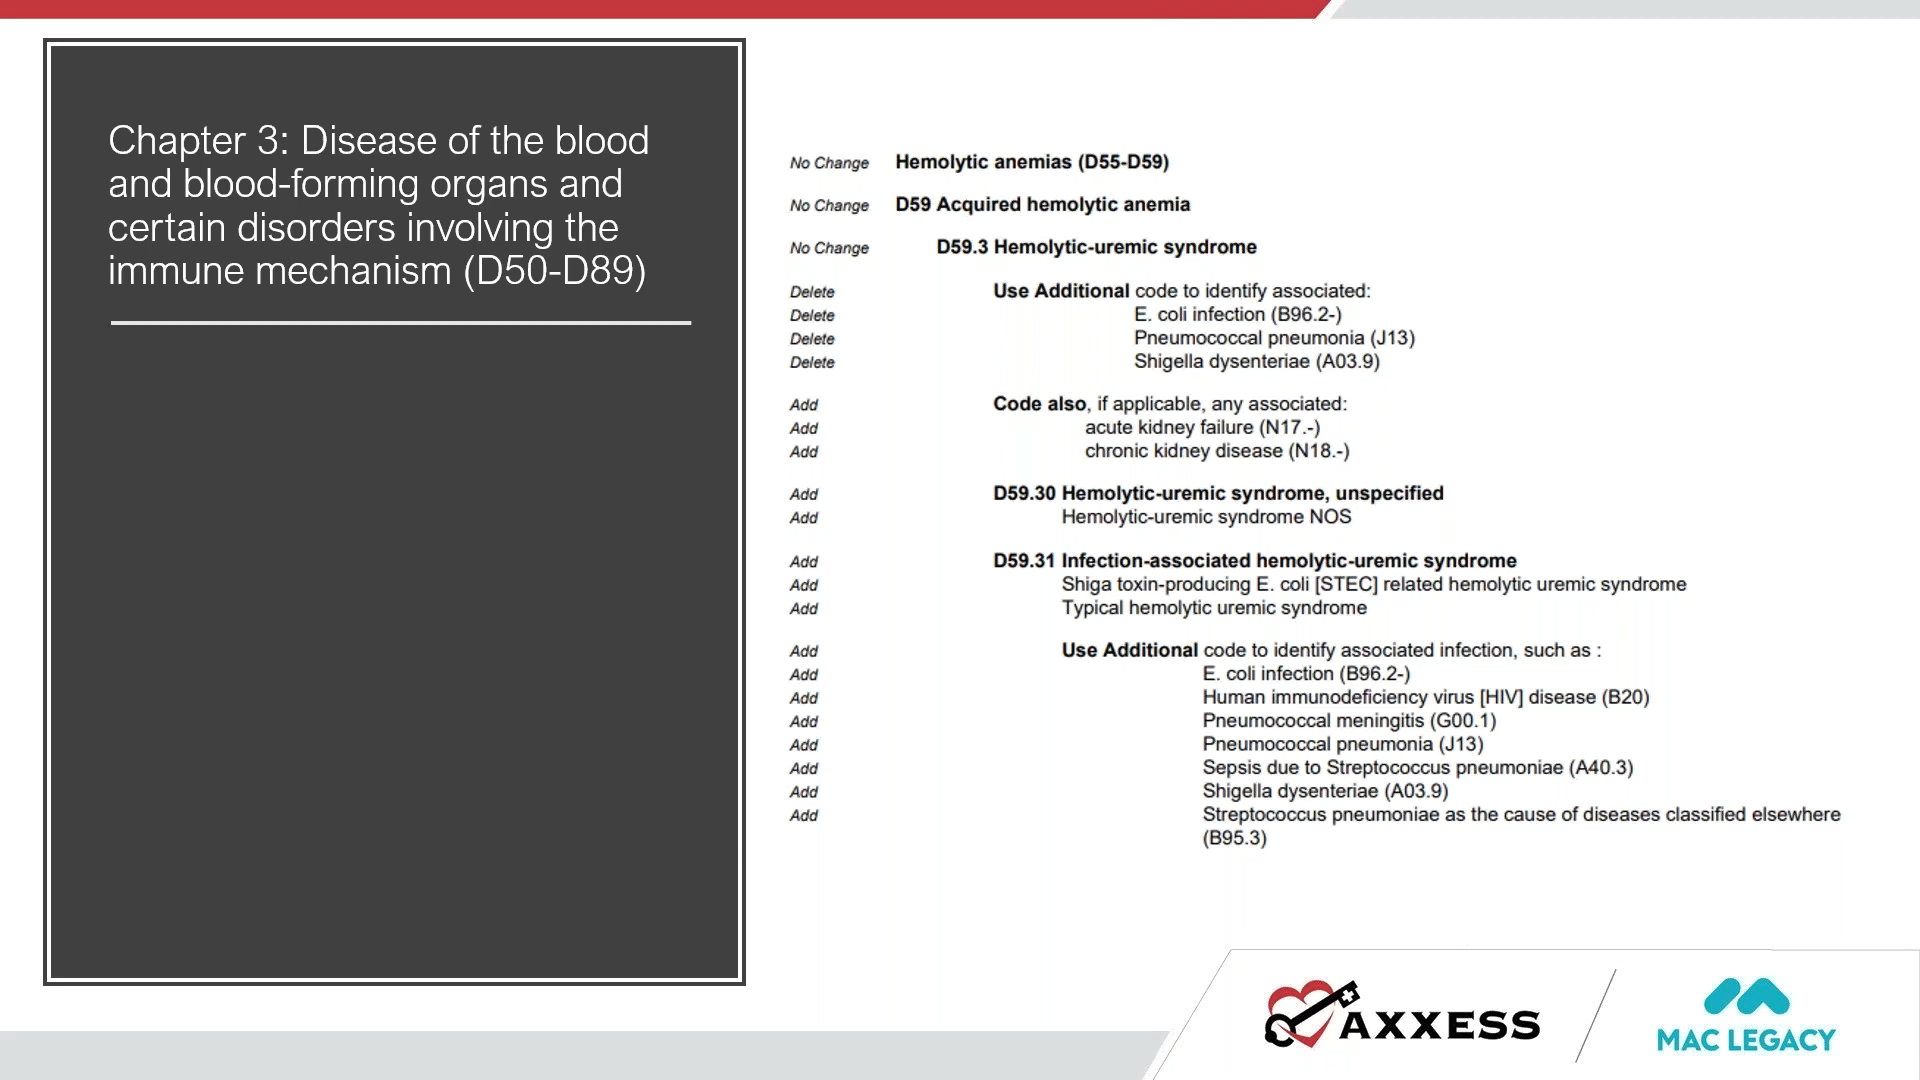 Chapter 3: Disease of the blood
and blood-forming organs and
certain disorders involving the
immune mechanism (D50-D89)
No Change Hemolytic anemias (D55-D59)
No Change D59 Acquired hemolytic anemia
No Change D59.3 Hemolytic-uremic syndrome
Delete Use Additional code to identify associated:
Delete E. coli infection (B96.2-)
Delete Pneumococcal pneumonia (J13)
Delete Shigella dysenteriae (A03.9)
Add Code also, if applicable, any associated:
Add acute kidney failure (N17.-)
Add chronic kidney disease (N18.-)
Add D59.30 Hemolytic-uremic syndrome, unspecified
Add Hemolytic-uremic syndrome NOS
Add D59.31 Infection-associated hemolytic-uremic syndrome
Add Shiga toxin-producing E. coli [STEC] related hemolytic uremic syndrome
Add Typical hemolytic uremic syndrome
Add Use Additional code to identify associated infection, such as :
Add E. coli infection (B96.2-)
Add Human immunodeficiency virus [HIV] disease (B20)
Add Pneumococcal meningitis (G00.1)
Add Pneumococcal pneumonia (J13)
Add Sepsis due to Streptococcus pneumoniae (A40.3)
Add Shigella dysenteriae (A03.9)
Add Streptococcus pneumoniae as the cause of diseases classified elsewhere
(B95.3)
AXXESS
MAC LEGACY